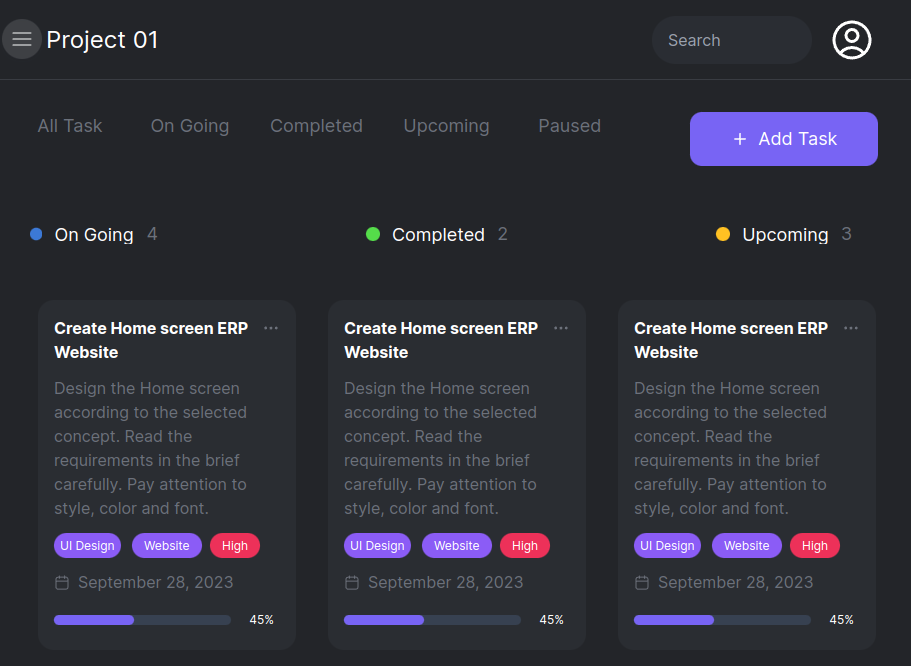 Project 01
Search
All Task On Going Completed Upcoming Paused
+ Add Task
On Going 4
Completed 2
Upcoming 3
Create Home screen ERP
Website
Design the Home screen
according to the selected
concept. Read the
requirements in the brief
carefully. Pay attention to
style, color and font.
UI Design Website High
September 28, 2023
45%
Create Home screen ERP
Website
Design the Home screen
according to the selected
concept. Read the
requirements in the brief
carefully. Pay attention to
style, color and font.
UI Design Website High
September 28, 2023
45%
Create Home screen ERP
Website
Design the Home screen
according to the selected
concept. Read the
requirements in the brief
carefully. Pay attention to
style, color and font.
UI Design Website High
September 28, 2023
45%